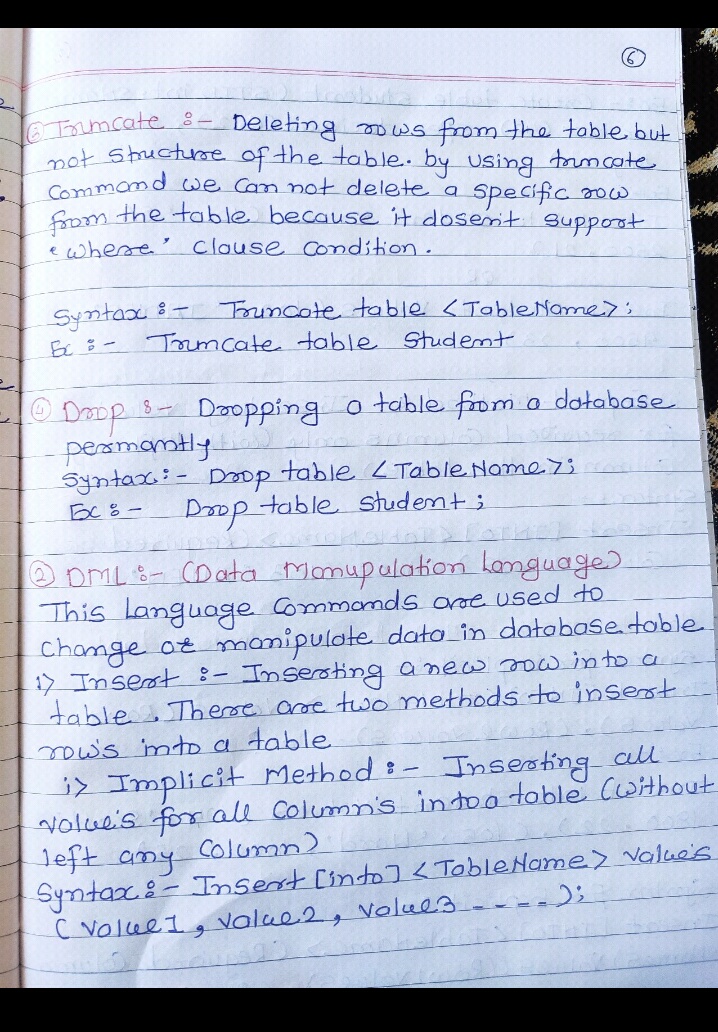 6
③ Truncate :- Deleting rows from the table but
not structure of the table. by using truncate
Command we can not delete a specific row
from the table because it dosen't support
'where' clause condition.
Syntax :- Truncate table <TableName>;
Ex :- Truncate table Student
④ Drop :- Dropping a table from a database
permantly
Syntax :- Drop table <TableName>;
Ex :- Drop table student;
② DML :- (Data Manupulation Language)
This Language Commands are used to
change or manipulate data in database table
1) Insert :- Inserting a new row into a
table. There are two methods to insert
row's into a table
i) Implicit Method :- Inserting all
value's for all column's into a table (without
left any column)
Syntax :- Insert [into] <TableName> value's
(value1, value2, value3 ----);